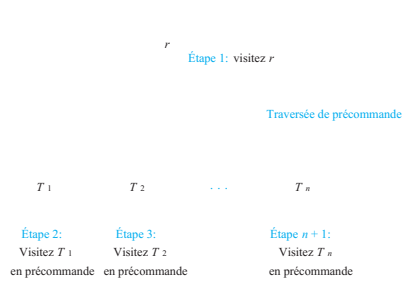 r
Étape 1: visitez r
Traversée de précommande
T 1 T 2 . . . T n
Étape 2: Étape 3: Étape n + 1:
Visitez T 1 Visitez T 2 Visitez T n
en précommande en précommande en précommande